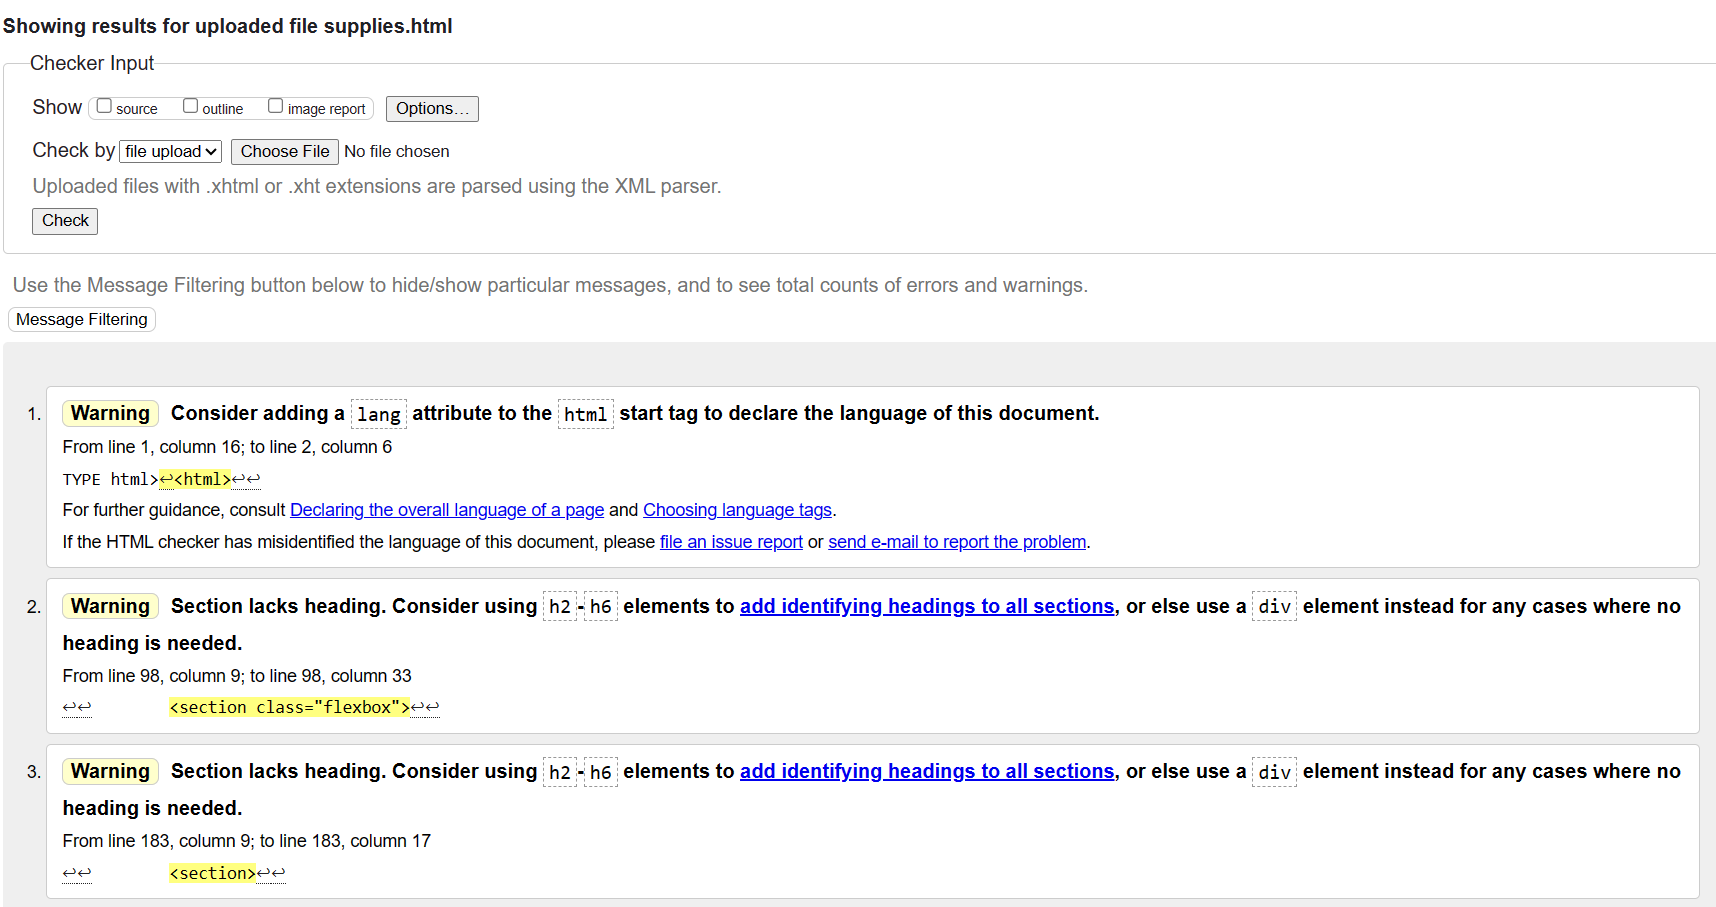 Showing results for uploaded file supplies.html
Checker Input
Show source outline image report Options...
Check by file upload Choose File No file chosen
Uploaded files with .xhtml or .xht extensions are parsed using the XML parser.
Check
Use the Message Filtering button below to hide/show particular messages, and to see total counts of errors and warnings.
Message Filtering
1. Warning Consider adding a lang attribute to the html start tag to declare the language of this document.
From line 1, column 16; to line 2, column 6
TYPE html>↩<html>↩↩
For further guidance, consult Declaring the overall language of a page and Choosing language tags.
If the HTML checker has misidentified the language of this document, please file an issue report or send e-mail to report the problem.
2. Warning Section lacks heading. Consider using h2-h6 elements to add identifying headings to all sections, or else use a div element instead for any cases where no
heading is needed.
From line 98, column 9; to line 98, column 33
↩↩ <section class="flexbox">↩↩
3. Warning Section lacks heading. Consider using h2-h6 elements to add identifying headings to all sections, or else use a div element instead for any cases where no
heading is needed.
From line 183, column 9; to line 183, column 17
↩↩ <section>↩↩